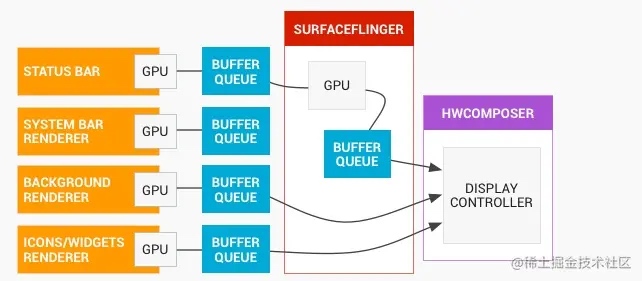 SURFACEFLINGER
STATUS BAR
GPU
BUFFER
QUEUE
GPU
SYSTEM BAR
RENDERER
GPU
BUFFER
QUEUE
BUFFER
QUEUE
HWCOMPOSER
BACKGROUND
RENDERER
GPU
BUFFER
QUEUE
DISPLAY
CONTROLLER
ICONS/WIDGETS
RENDERER
GPU
BUFFER
QUEUE
@稀土掘金技术社区